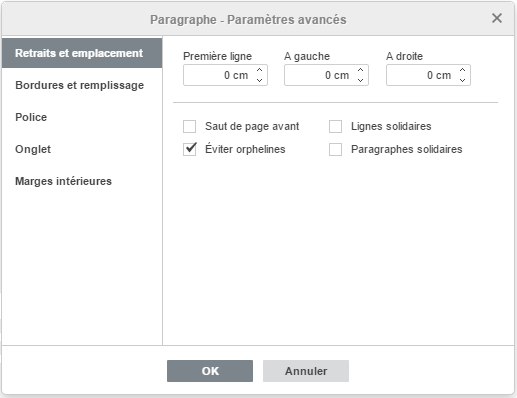 Paragraphe - Paramètres avancés
Retraits et emplacement
Bordures et remplissage
Police
Onglet
Marges intérieures
Première ligne A gauche A droite
0 cm 0 cm 0 cm
Saut de page avant Lignes solidaires
Éviter orphelines Paragraphes solidaires
OK Annuler